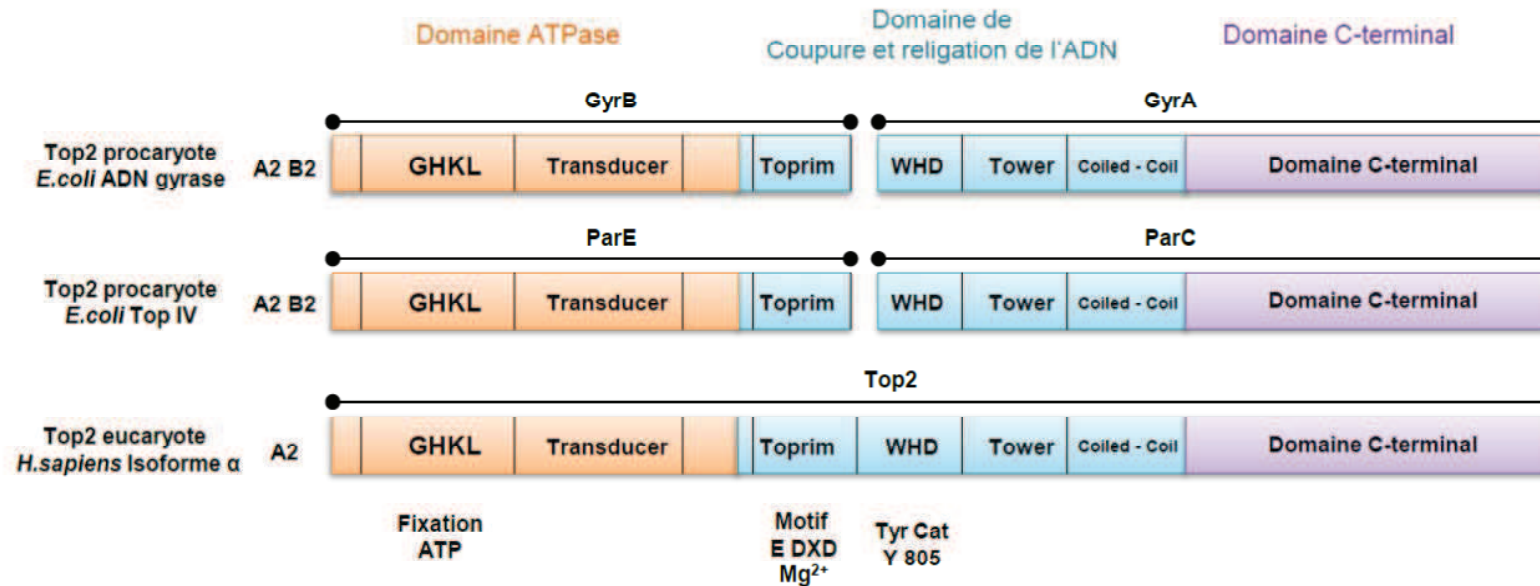 Domaine ATPase
Domaine de
Coupure et religation de l'ADN
Domaine C-terminal
GyrB
GyrA
Top2 procaryote
E.coli ADN gyrase
A2 B2
GHKL
Transducer
Toprim
WHD
Tower
Coiled - Coil
Domaine C-terminal
ParE
ParC
Top2 procaryote
E.coli Top IV
A2 B2
GHKL
Transducer
Toprim
WHD
Tower
Coiled - Coil
Domaine C-terminal
Top2
Top2 eucaryote
H.sapiens Isoforme α
A2
GHKL
Transducer
Toprim
WHD
Tower
Coiled - Coil
Domaine C-terminal
Fixation
ATP
Motif
E DXD
Mg²⁺
Tyr Cat
Y 805